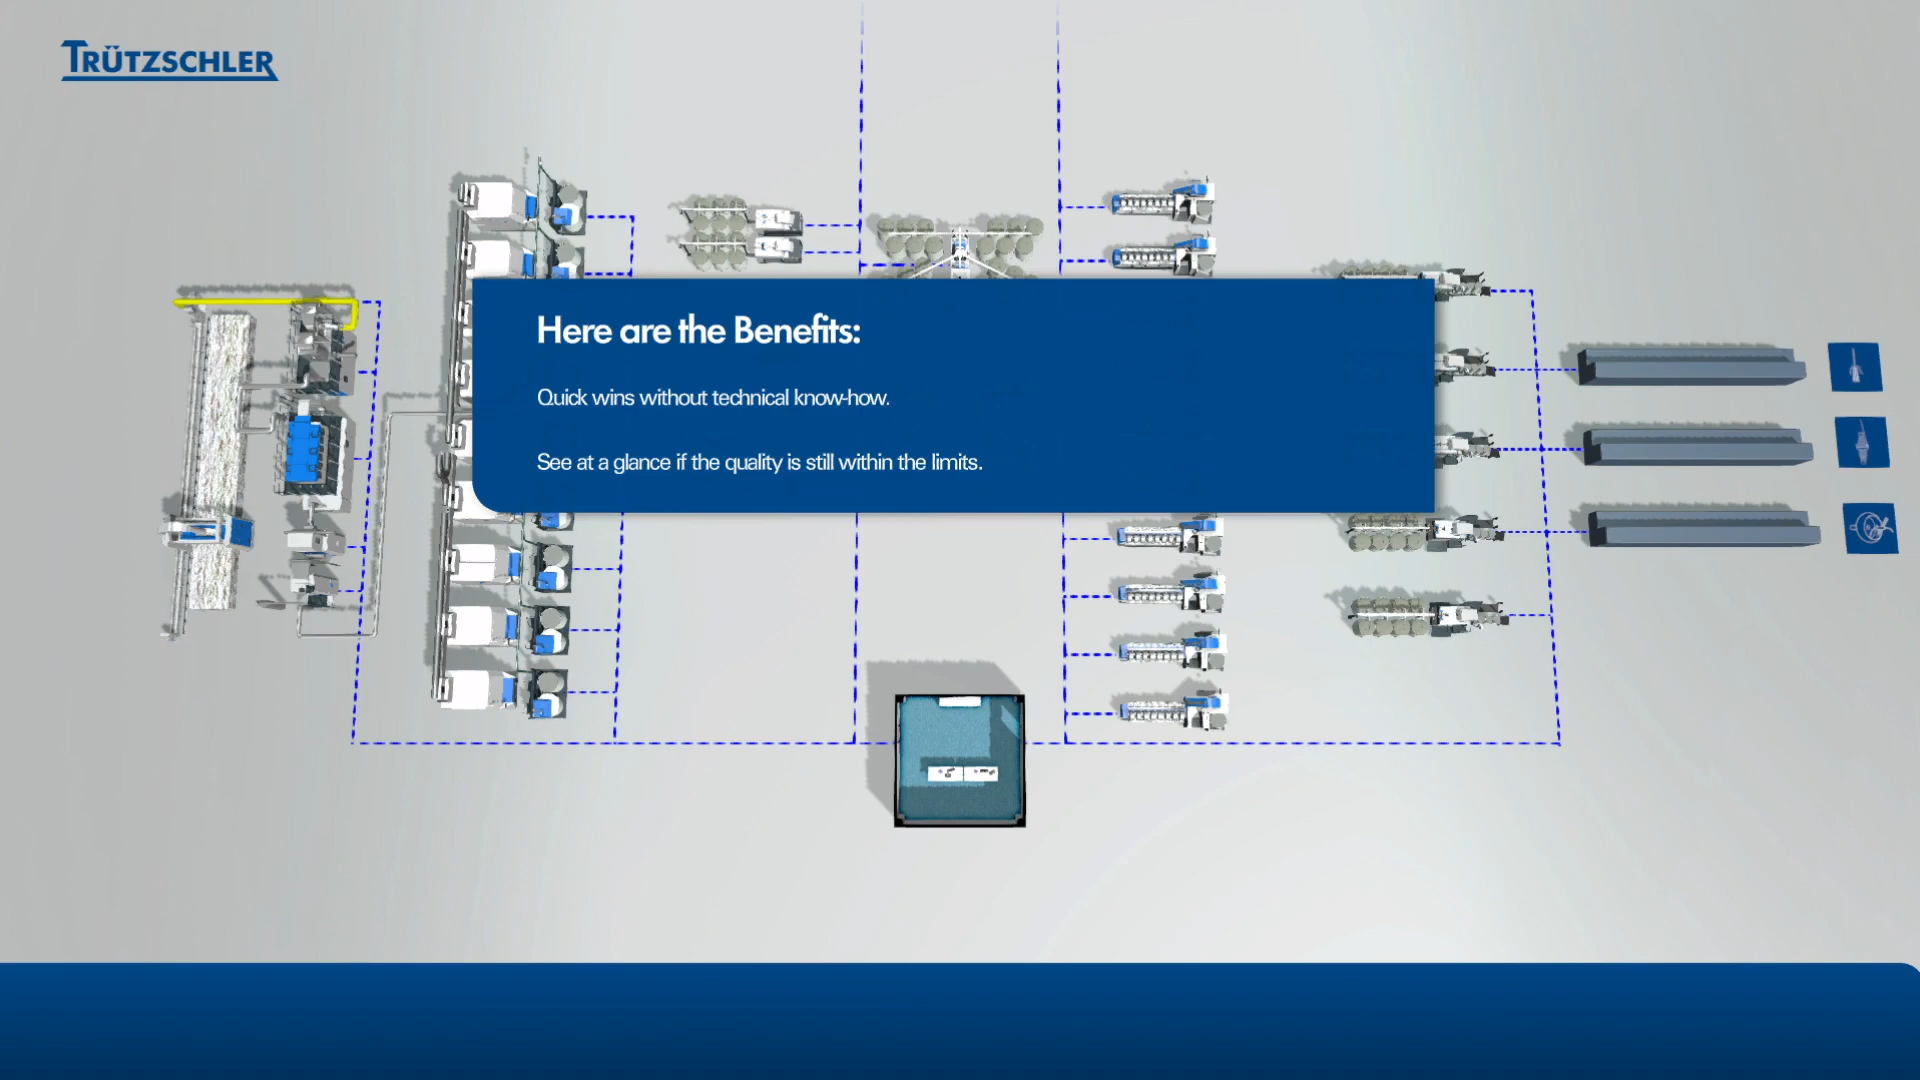 TRÜTZSCHLER
Here are the Benefits:
Quick wins without technical know-how.
See at a glance if the quality is still within the limits.